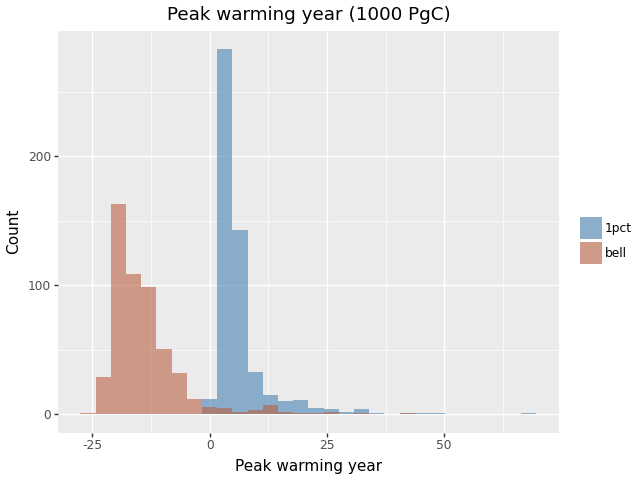 Peak warming year (1000 PgC)
Count
200
100
0
-25
0
25
50
Peak warming year
1pct
bell